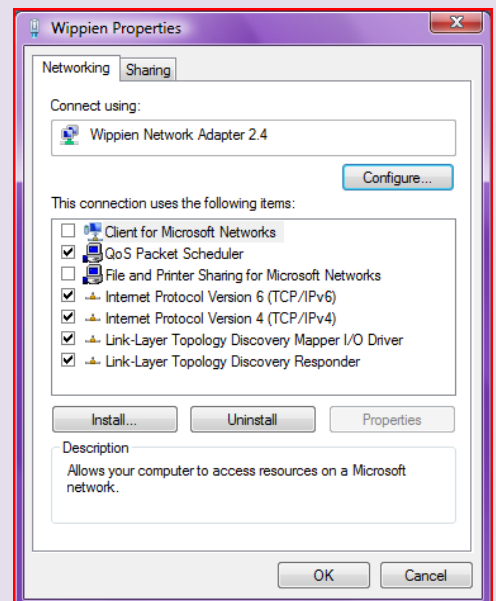 Wippien Properties
Networking Sharing
Connect using:
Wippien Network Adapter 2.4
Configure...
This connection uses the following items:
Client for Microsoft Networks
QoS Packet Scheduler
File and Printer Sharing for Microsoft Networks
Internet Protocol Version 6 (TCP/IPv6)
Internet Protocol Version 4 (TCP/IPv4)
Link-Layer Topology Discovery Mapper I/O Driver
Link-Layer Topology Discovery Responder
Install... Uninstall Properties
Description
Allows your computer to access resources on a Microsoft
network.
OK Cancel